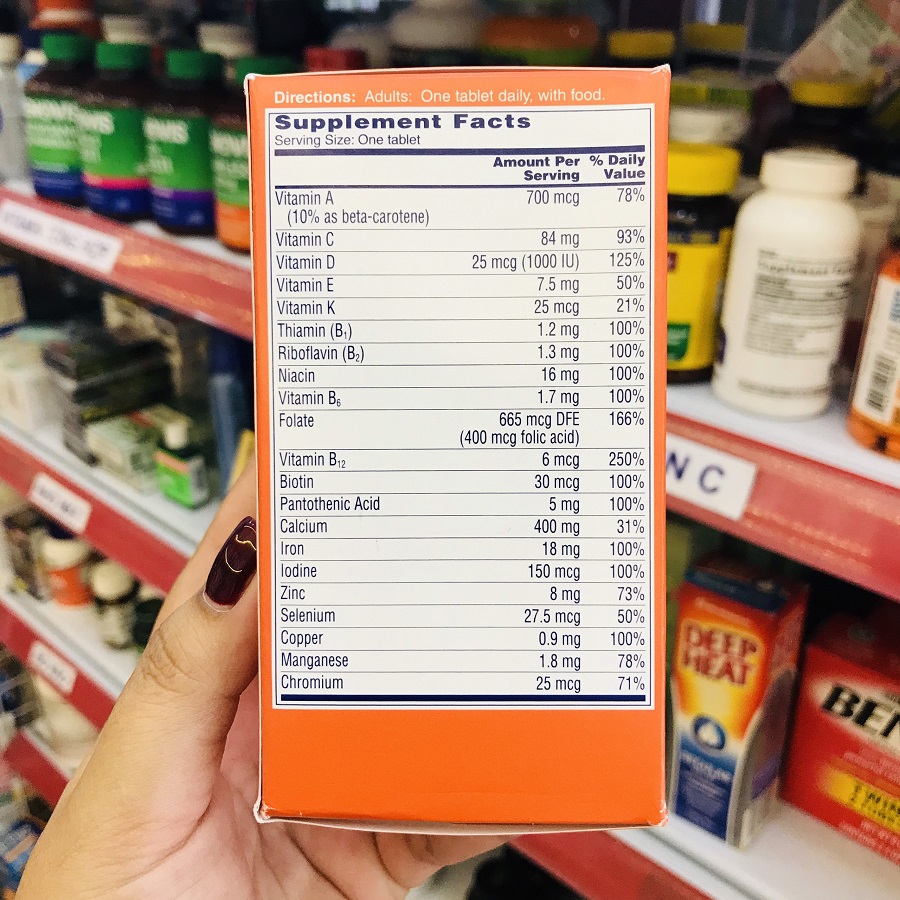 Directions: Adults: One tablet daily, with food.
Supplement Facts
Serving Size: One tablet
Amount Per Serving % Daily Value
Vitamin A 700 mcg 78%
(10% as beta-carotene)
Vitamin C 84 mg 93%
Vitamin D 25 mcg (1000 IU) 125%
Vitamin E 7.5 mg 50%
Vitamin K 25 mcg 21%
Thiamin (B₁) 1.2 mg 100%
Riboflavin (B₂) 1.3 mg 100%
Niacin 16 mg 100%
Vitamin B₆ 1.7 mg 100%
Folate 665 mcg DFE 166%
(400 mcg folic acid)
Vitamin B₁₂ 6 mcg 250%
Biotin 30 mcg 100%
Pantothenic Acid 5 mg 100%
Calcium 400 mg 31%
Iron 18 mg 100%
Iodine 150 mcg 100%
Zinc 8 mg 73%
Selenium 27.5 mcg 50%
Copper 0.9 mg 100%
Manganese 1.8 mg 78%
Chromium 25 mcg 71%
N C
DEEP
HEAT